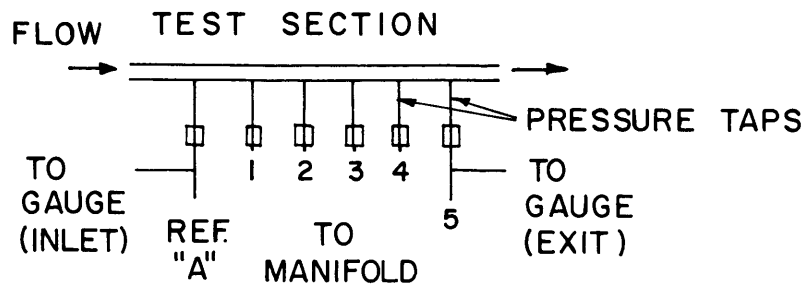 TEST SECTION
FLOW
PRESSURE TAPS
1 2 3 4
5
TO
GAUGE
(INLET)
REF.
"A"
TO
MANIFOLD
TO
GAUGE
(EXIT)